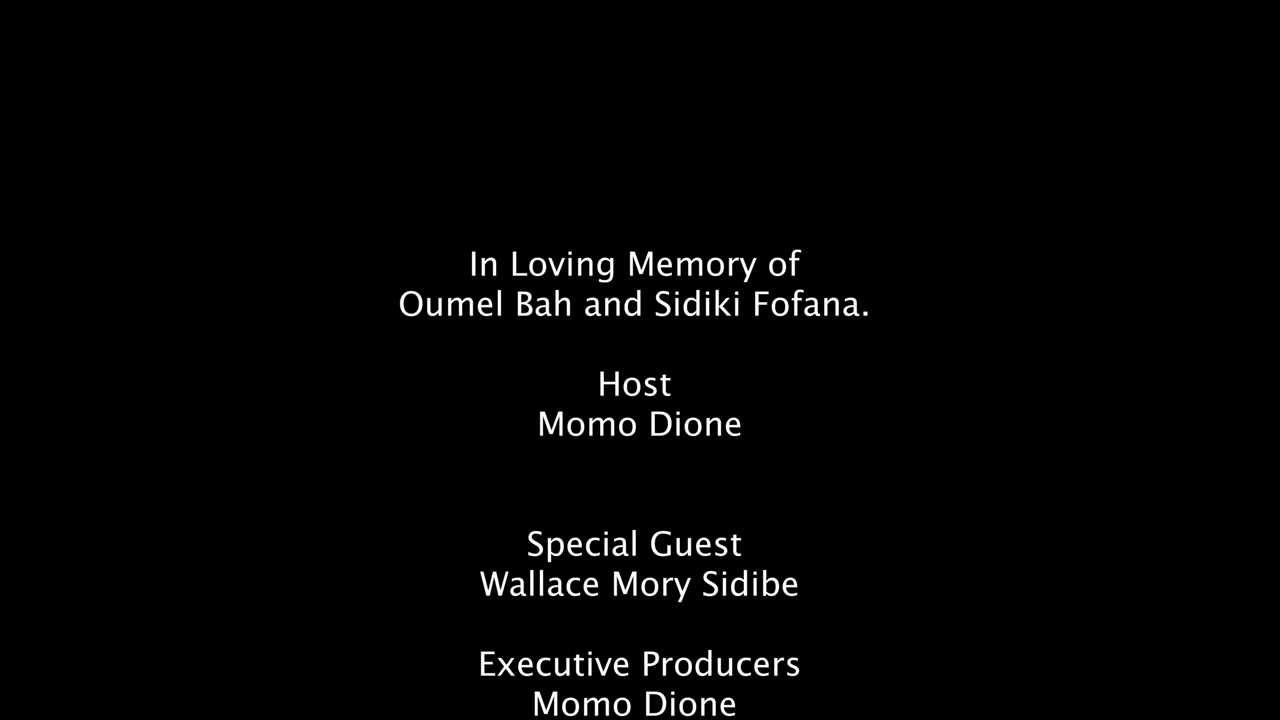 In Loving Memory of
Oumel Bah and Sidiki Fofana.
Host
Momo Dione
Special Guest
Wallace Mory Sidibe
Executive Producers
Momo Dione